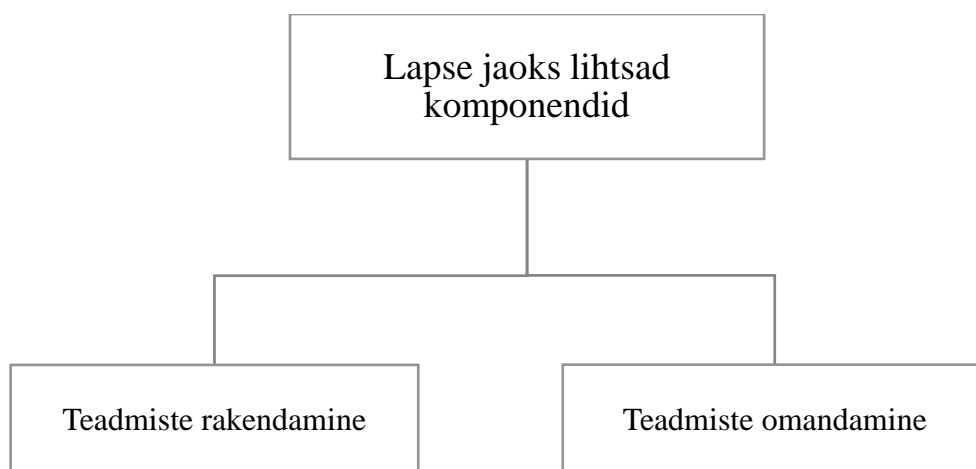 Lapse jaoks lihtsad
komponendid
Teadmiste rakendamine
Teadmiste omandamine